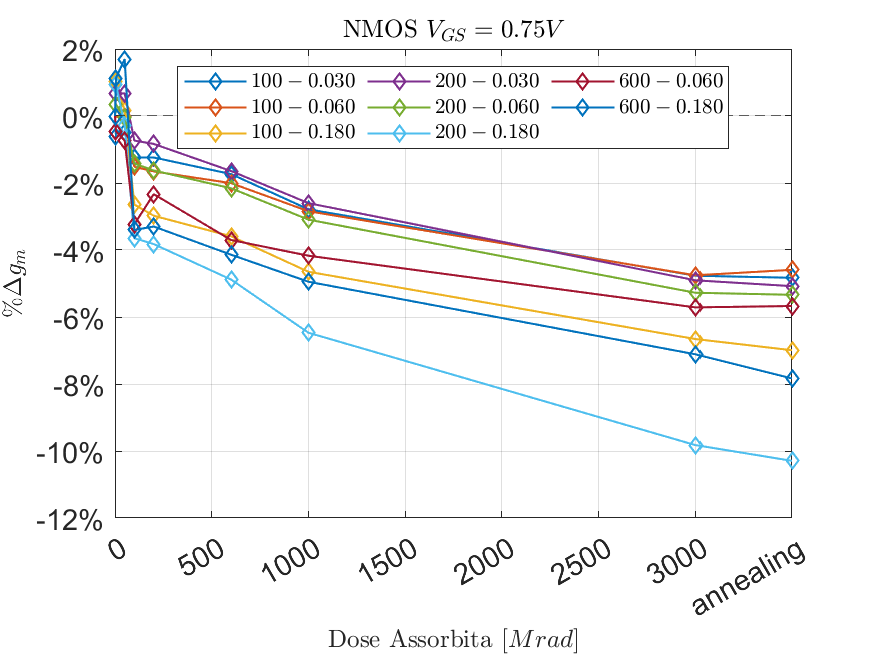 NMOS V_GS = 0.75V
100 − 0.030 200 − 0.030 600 − 0.060
100 − 0.060 200 − 0.060 600 − 0.180
100 − 0.180 200 − 0.180
2%
0%
-2%
-4%
-6%
-8%
-10%
-12%
%Δg_m
0 500 1000 1500 2000 2500 3000 annealing
Dose Assorbita [Mrad]